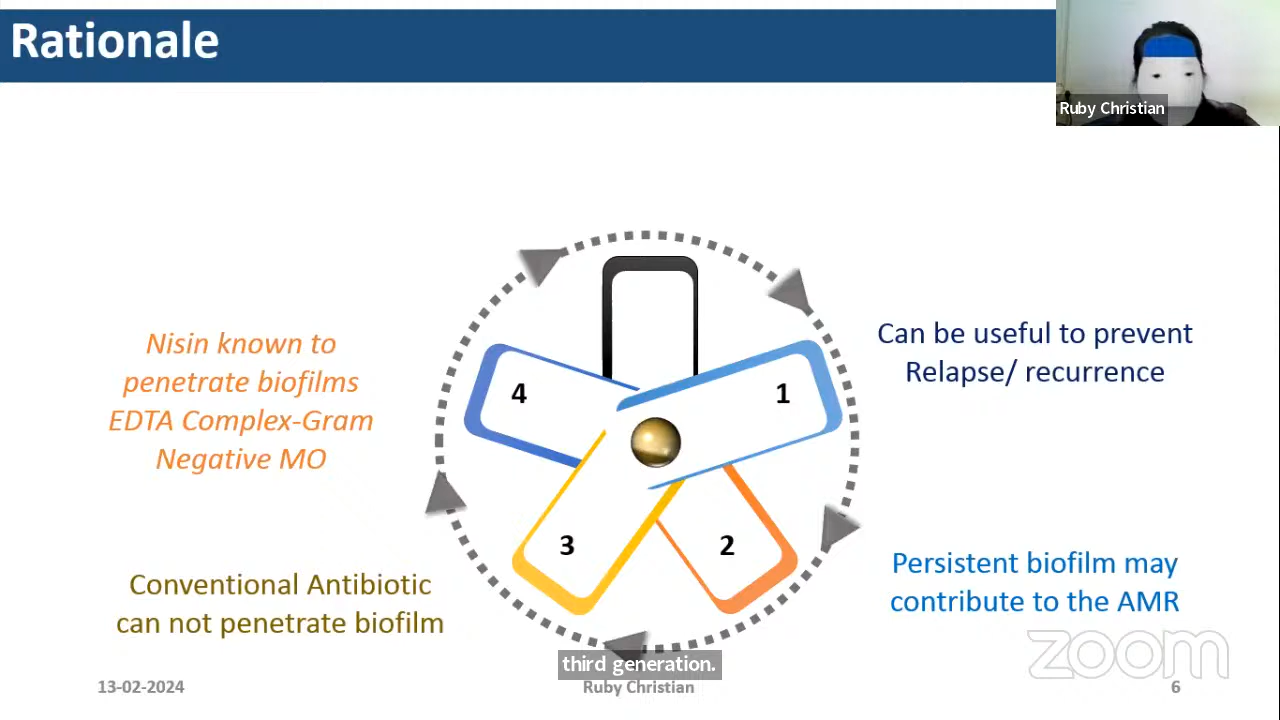 Rationale
Ruby Christian
Nisin known to
penetrate biofilms
EDTA Complex-Gram
Negative MO
Can be useful to prevent
Relapse/ recurrence
4
1
3
2
Conventional Antibiotic
can not penetrate biofilm
Persistent biofilm may
contribute to the AMR
zoom
third generation.
13-02-2024
Ruby Christian
6